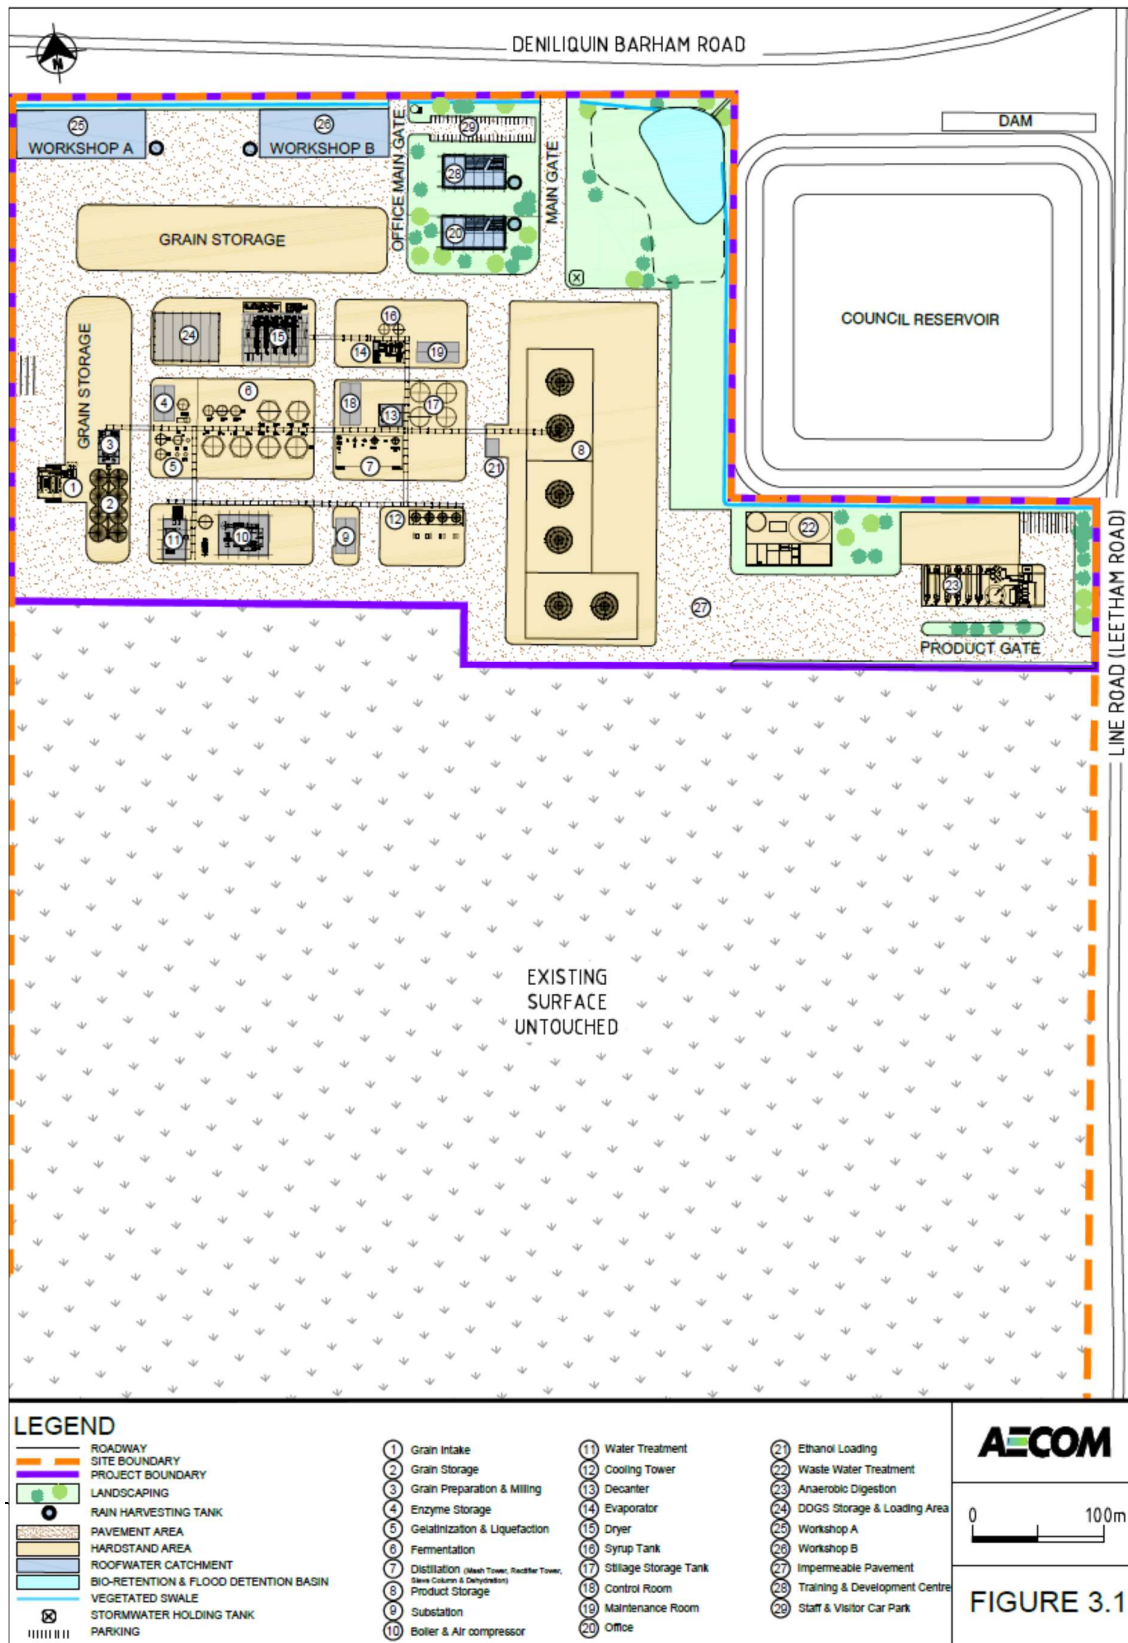 DENILIQUIN BARHAM ROAD
N
DAM
25
WORKSHOP A
26
WORKSHOP B
OFFICE MAIN GATE
29
28
20
MAIN GATE
GRAIN STORAGE
COUNCIL RESERVOIR
GRAIN STORAGE
24
15
16
14
19
4
6
18
13
17
3
5
7
21
8
1
2
11
10
9
12
22
23
27
PRODUCT GATE
LINE ROAD (LEETHAM ROAD)
EXISTING
SURFACE
UNTOUCHED
LEGEND
ROADWAY
SITE BOUNDARY
PROJECT BOUNDARY
LANDSCAPING
RAIN HARVESTING TANK
PAVEMENT AREA
HARDSTAND AREA
ROOFWATER CATCHMENT
BIO-RETENTION & FLOOD DETENTION BASIN
VEGETATED SWALE
STORMWATER HOLDING TANK
PARKING
1 Grain Intake
2 Grain Storage
3 Grain Preparation & Milling
4 Enzyme Storage
5 Gelatinization & Liquefaction
6 Fermentation
7 Distillation (Mash Tower, Rectifier Tower,
Sieve Column & Dehydration)
8 Product Storage
9 Substation
10 Boiler & Air compressor
11 Water Treatment
12 Cooling Tower
13 Decanter
14 Evaporator
15 Dryer
16 Syrup Tank
17 Stillage Storage Tank
18 Control Room
19 Maintenance Room
20 Office
21 Ethanol Loading
22 Waste Water Treatment
23 Anaerobic Digestion
24 DDGS Storage & Loading Area
25 Workshop A
26 Workshop B
27 Impermeable Pavement
28 Training & Development Centre
29 Staff & Visitor Car Park
AECOM
0 100m
FIGURE 3.1